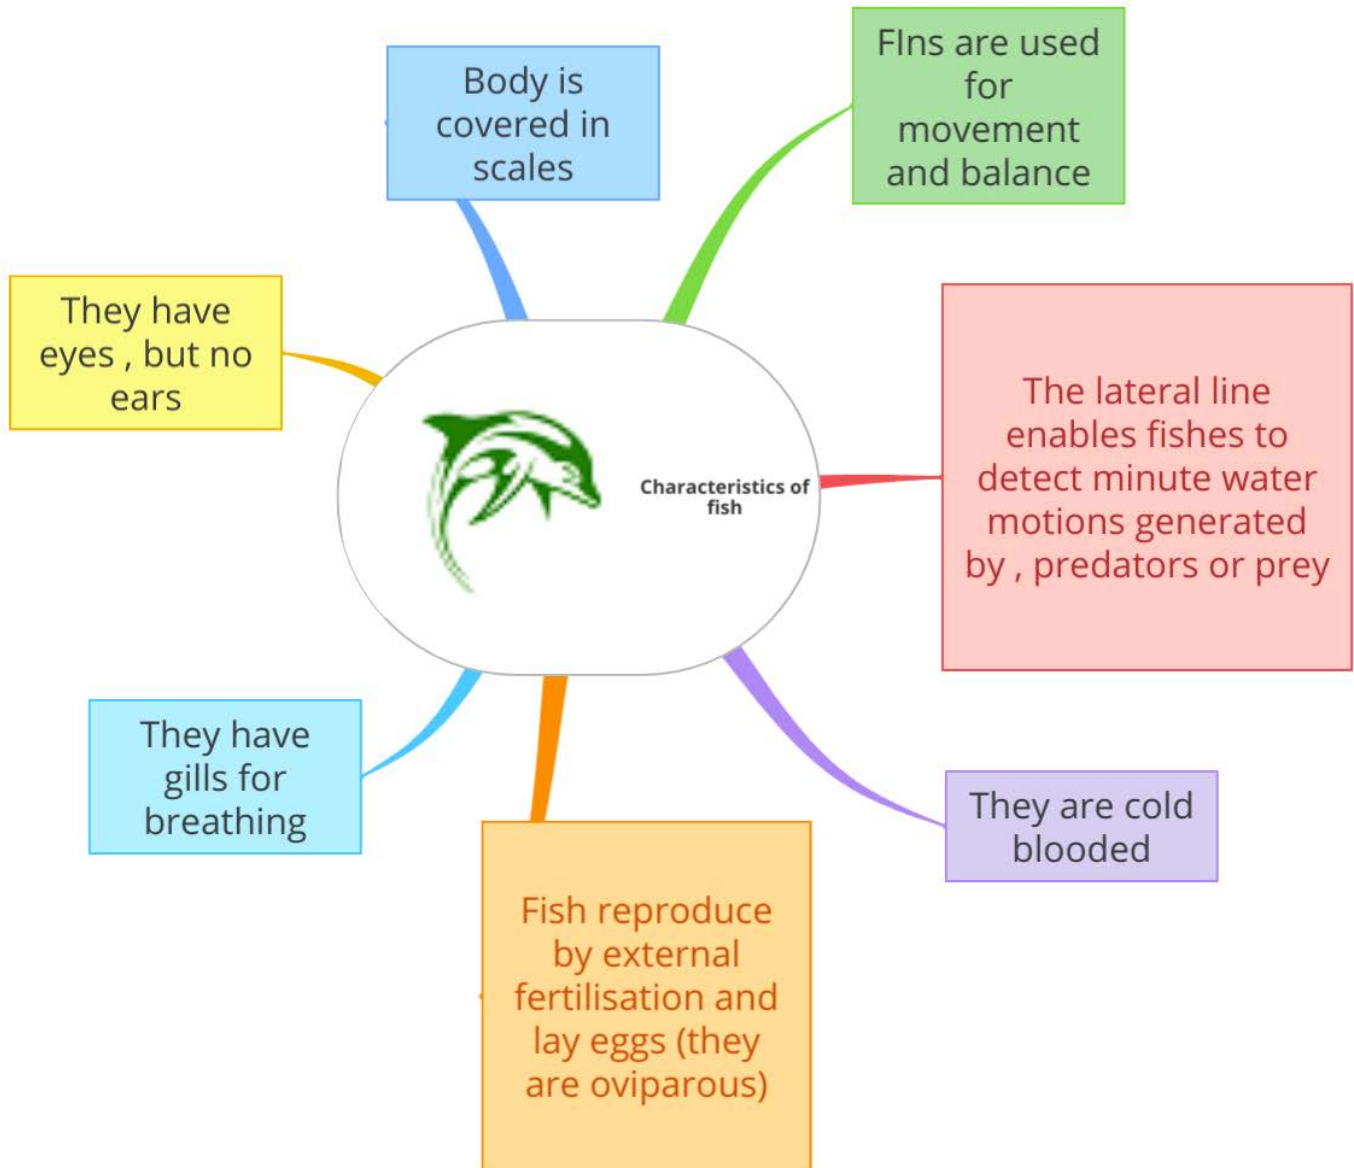 Body is
covered in
scales
FIns are used
for
movement
and balance
They have
eyes , but no
ears
The lateral line
enables fishes to
detect minute water
motions generated
by , predators or prey
Characteristics of
fish
They have
gills for
breathing
They are cold
blooded
Fish reproduce
by external
fertilisation and
lay eggs (they
are oviparous)